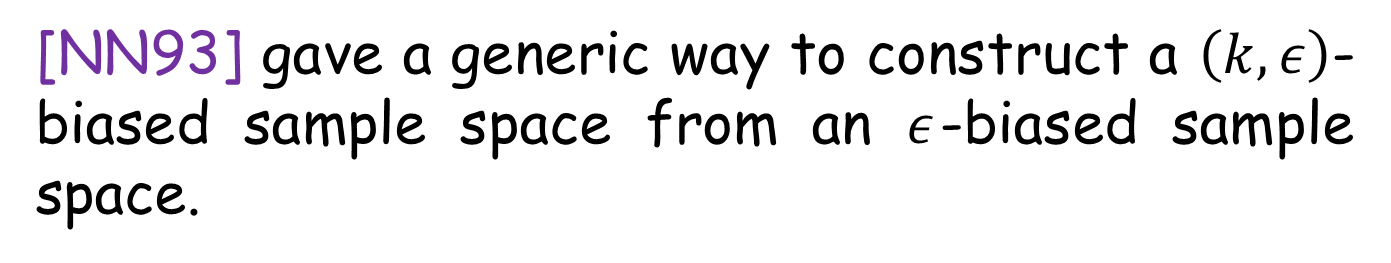 [NN93] gave a generic way to construct a (k, ϵ)-
biased sample space from an ϵ-biased sample
space.